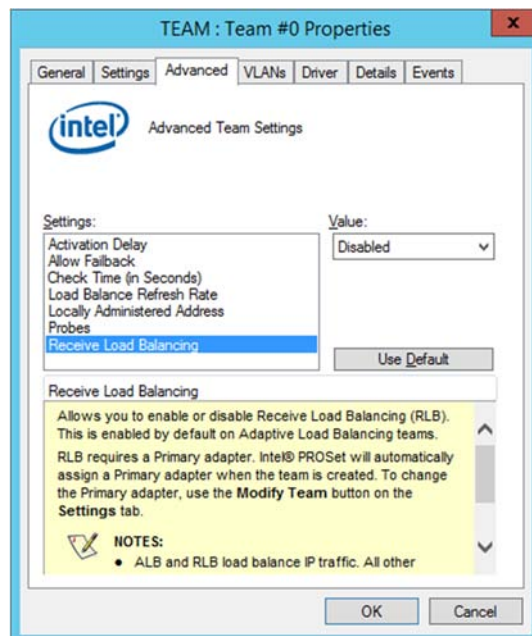 TEAM : Team #0 Properties
x
General Settings Advanced VLANs Driver Details Events
intel
Advanced Team Settings
Settings:
Value:
Activation Delay
Allow Failback
Check Time (in Seconds)
Load Balance Refresh Rate
Locally Administered Address
Probes
Receive Load Balancing
Disabled
Use Default
Receive Load Balancing
Allows you to enable or disable Receive Load Balancing (RLB).
This is enabled by default on Adaptive Load Balancing teams.
RLB requires a Primary adapter. Intel® PROSet will automatically
assign a Primary adapter when the team is created. To change
the Primary adapter, use the Modify Team button on the
Settings tab.
NOTES:
• ALB and RLB load balance IP traffic. All other
OK
Cancel